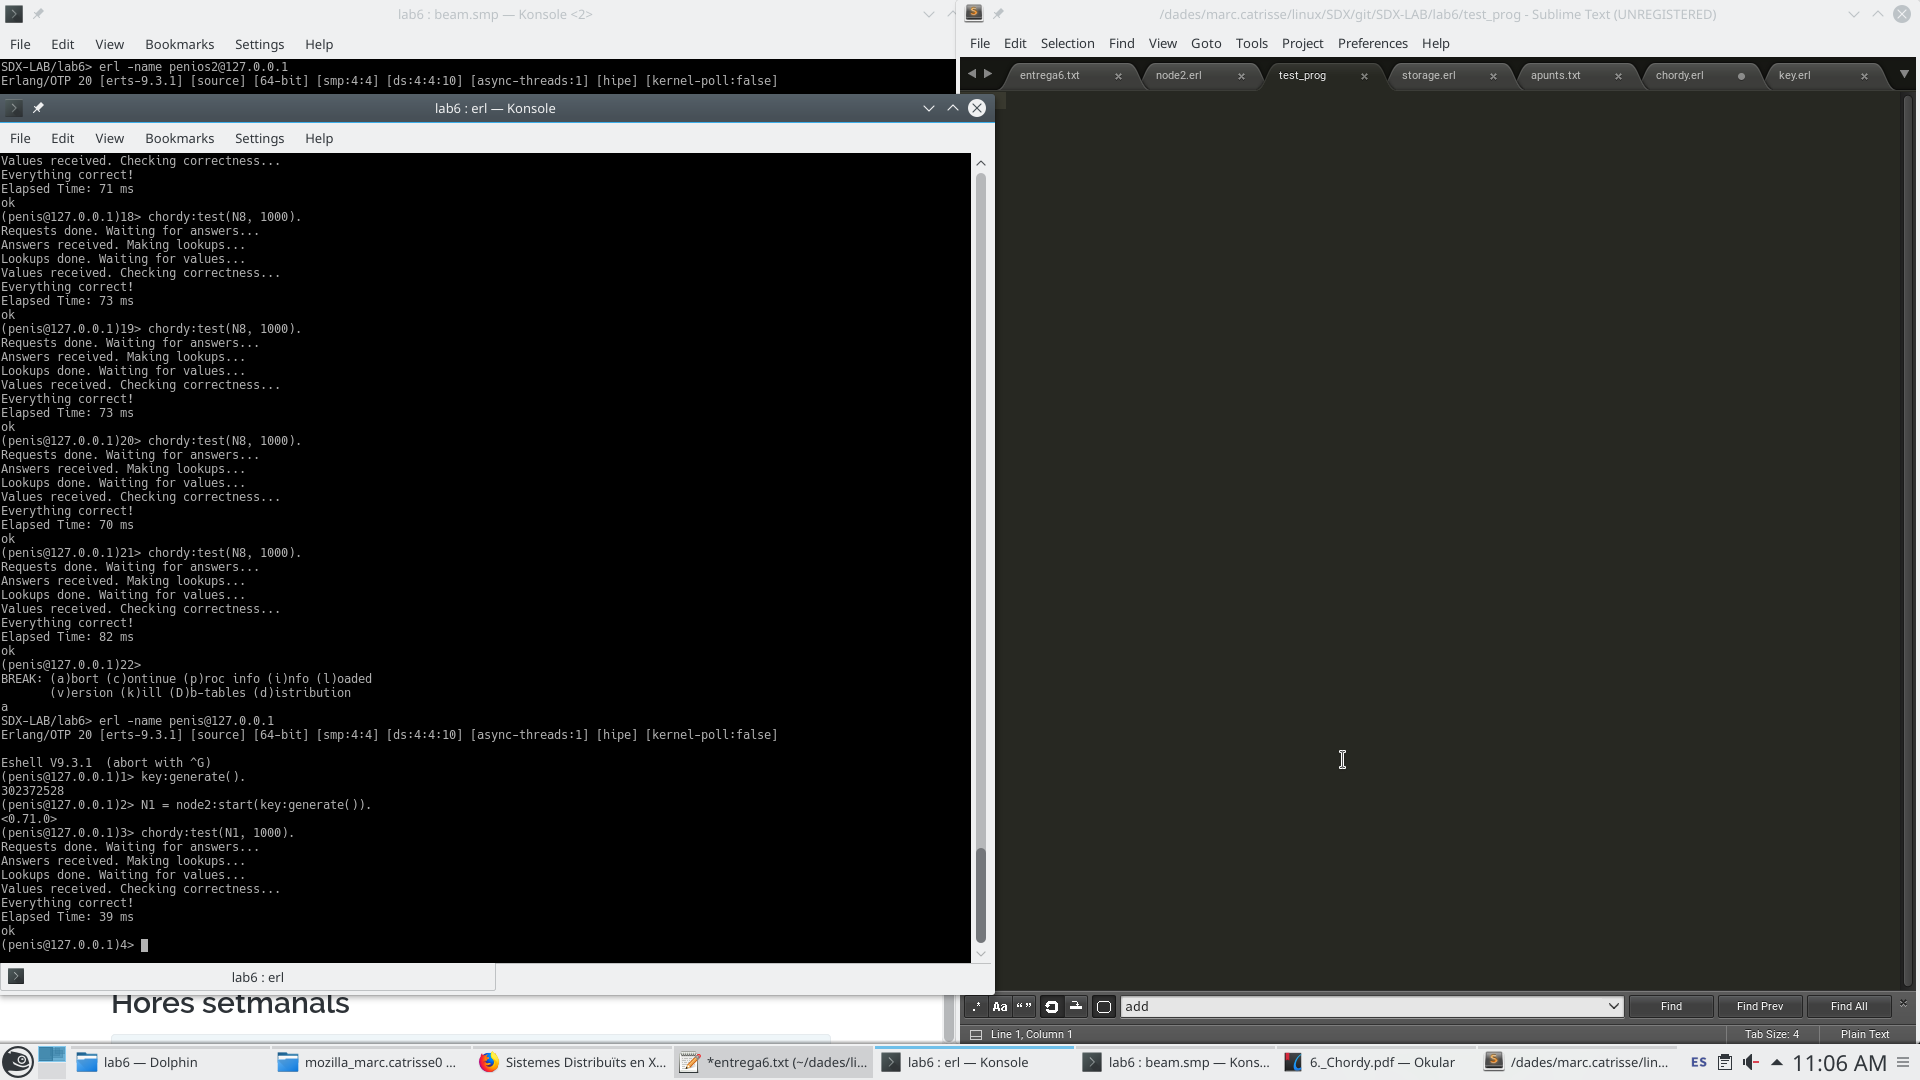 lab6 : beam.smp — Konsole <2>
File Edit View Bookmarks Settings Help
SDX-LAB/lab6> erl -name penios2@127.0.0.1
Erlang/OTP 20 [erts-9.3.1] [source] [64-bit] [smp:4:4] [ds:4:4:10] [async-threads:1] [hipe] [kernel-poll:false]
lab6 : erl — Konsole
File Edit View Bookmarks Settings Help
Values received. Checking correctness...
Everything correct!
Elapsed Time: 71 ms
ok
(penis@127.0.0.1)18> chordy:test(N8, 1000).
Requests done. Waiting for answers...
Answers received. Making lookups...
Lookups done. Waiting for values...
Values received. Checking correctness...
Everything correct!
Elapsed Time: 73 ms
ok
(penis@127.0.0.1)19> chordy:test(N8, 1000).
Requests done. Waiting for answers...
Answers received. Making lookups...
Lookups done. Waiting for values...
Values received. Checking correctness...
Everything correct!
Elapsed Time: 73 ms
ok
(penis@127.0.0.1)20> chordy:test(N8, 1000).
Requests done. Waiting for answers...
Answers received. Making lookups...
Lookups done. Waiting for values...
Values received. Checking correctness...
Everything correct!
Elapsed Time: 70 ms
ok
(penis@127.0.0.1)21> chordy:test(N8, 1000).
Requests done. Waiting for answers...
Answers received. Making lookups...
Lookups done. Waiting for values...
Values received. Checking correctness...
Everything correct!
Elapsed Time: 82 ms
ok
(penis@127.0.0.1)22>
BREAK: (a)bort (c)ontinue (p)roc info (i)nfo (l)oaded
(v)ersion (k)ill (D)b-tables (d)istribution
a
SDX-LAB/lab6> erl -name penis@127.0.0.1
Erlang/OTP 20 [erts-9.3.1] [source] [64-bit] [smp:4:4] [ds:4:4:10] [async-threads:1] [hipe] [kernel-poll:false]
Eshell V9.3.1 (abort with ^G)
(penis@127.0.0.1)1> key:generate().
302372528
(penis@127.0.0.1)2> N1 = node2:start(key:generate()).
<0.71.0>
(penis@127.0.0.1)3> chordy:test(N1, 1000).
Requests done. Waiting for answers...
Answers received. Making lookups...
Lookups done. Waiting for values...
Values received. Checking correctness...
Everything correct!
Elapsed Time: 39 ms
ok
(penis@127.0.0.1)4>
lab6 : erl
Hores setmanals
/dades/marc.catrisse/linux/SDX/git/SDX-LAB/lab6/test_prog - Sublime Text (UNREGISTERED)
File Edit Selection Find View Goto Tools Project Preferences Help
entrega6.txt node2.erl test_prog storage.erl apunts.txt chordy.erl key.erl
.* Aa “ ” add Find Find Prev Find All
Line 1, Column 1 Tab Size: 4 Plain Text
lab6 — Dolphin mozilla_marc.catrisse0 ... Sistemes Distribuïts en X... *entrega6.txt (~/dades/li... lab6 : erl — Konsole lab6 : beam.smp — Kons... 6._Chordy.pdf — Okular /dades/marc.catrisse/lin... ES 11:06 AM